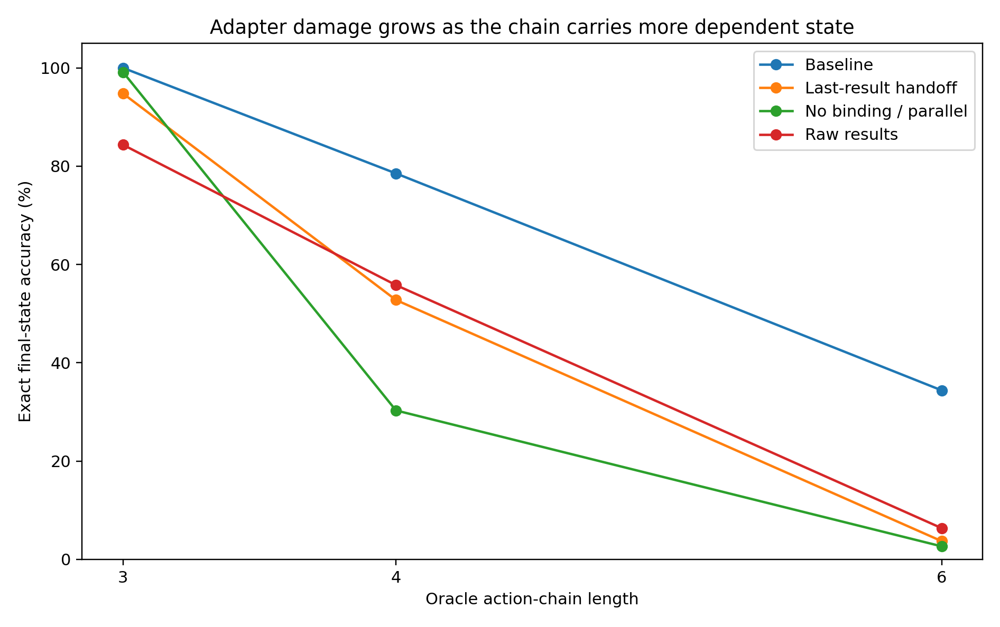 Adapter damage grows as the chain carries more dependent state
Baseline
Last-result handoff
No binding / parallel
Raw results
Exact final-state accuracy (%)
100
80
60
40
20
0
3
4
6
Oracle action-chain length